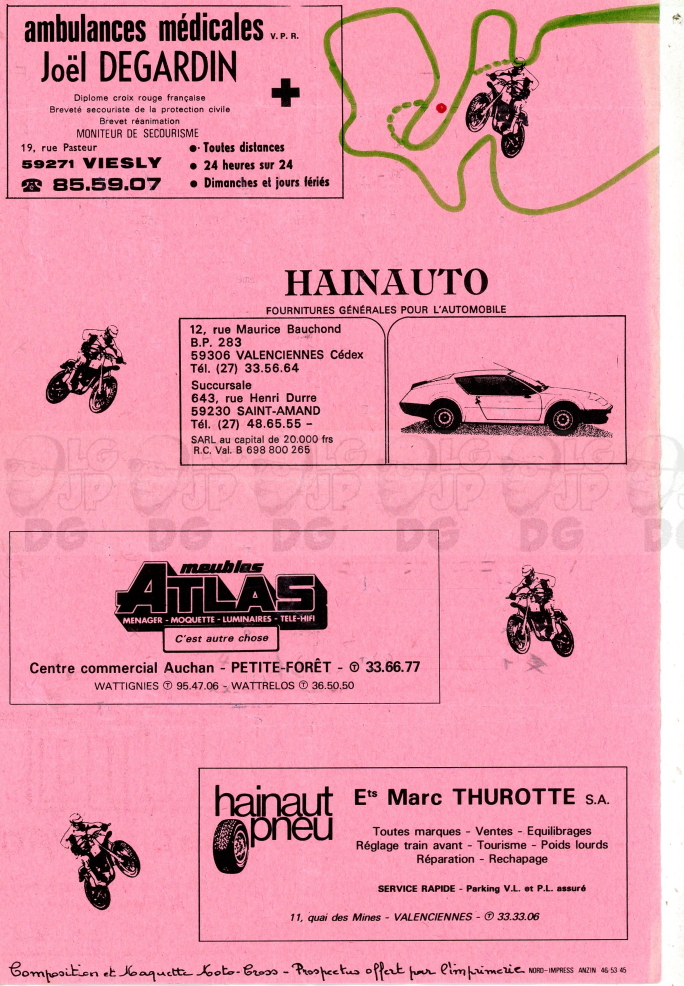 ambulances médicales V.P.R.
Joël DEGARDIN
Diplome croix rouge française
Breveté secouriste de la protection civile
Brevet réanimation
MONITEUR DE SECOURISME
19, rue Pasteur
59271 VIESLY
☎ 85.59.07
● Toutes distances
● 24 heures sur 24
● Dimanches et jours fériés
HAINAUTO
FOURNITURES GÉNÉRALES POUR L'AUTOMOBILE
12, rue Maurice Bauchond
B.P. 283
59306 VALENCIENNES Cédex
Tél. (27) 33.56.64
Succursale
643, rue Henri Durre
59230 SAINT-AMAND
Tél. (27) 48.65.55 -
SARL au capital de 20.000 frs
R.C. Val. B 698 800 265
LG JP DG
meubles
ATLAS
MENAGER - MOQUETTE - LUMINAIRES - TELE-HIFI
C'est autre chose
Centre commercial Auchan - PETITE-FORÊT - Ⓣ 33.66.77
WATTIGNIES Ⓣ 95.47.06 - WATTRELOS Ⓣ 36.50.50
hainaut
pneu
Ets Marc THUROTTE S.A.
Toutes marques - Ventes - Equilibrages
Réglage train avant - Tourisme - Poids lourds
Réparation - Rechapage
SERVICE RAPIDE - Parking V.L. et P.L. assuré
11, quai des Mines - VALENCIENNES - Ⓣ 33.33.06
Composition et Maquette Moto-Cross - Prospectus offert par l'imprimerie NORD-IMPRESS ANZIN 46 53 45